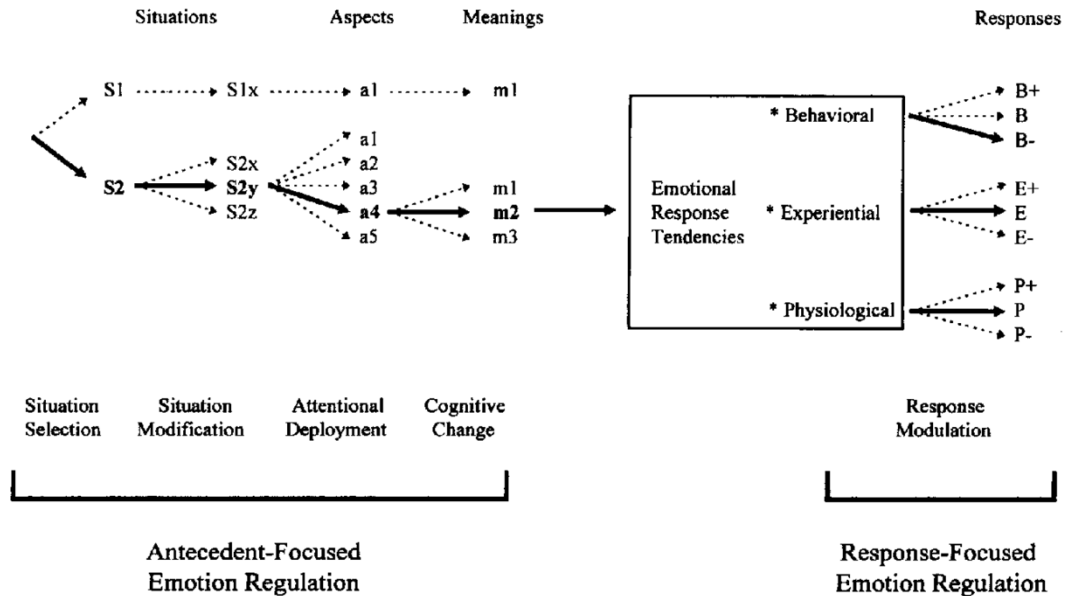 Situations Aspects Meanings Responses
S1 S1x a1 m1 B+
* Behavioral B
a1 B-
S2x a2
S2 S2y a3 m1 Emotional E+
a4 m2 Response * Experiential E
S2z a5 m3 Tendencies E-
P+
* Physiological P
P-
Situation Situation Attentional Cognitive Response
Selection Modification Deployment Change Modulation
Antecedent-Focused Response-Focused
Emotion Regulation Emotion Regulation